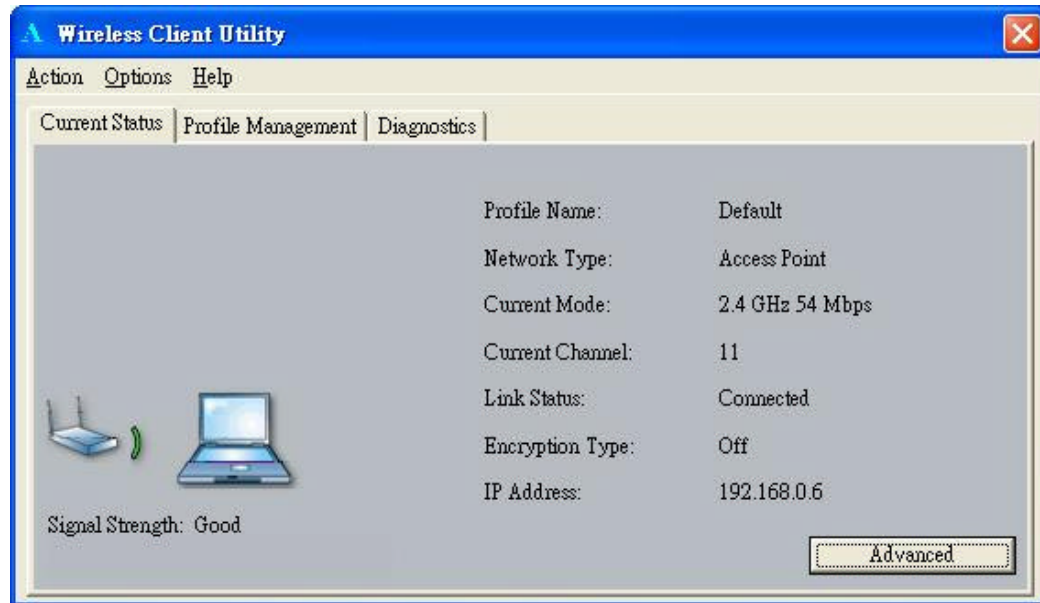 Wireless Client Utility
Action Options Help
Current Status Profile Management Diagnostics
Profile Name: Default
Network Type: Access Point
Current Mode: 2.4 GHz 54 Mbps
Current Channel: 11
Link Status: Connected
Encryption Type: Off
IP Address: 192.168.0.6
Signal Strength: Good
Advanced